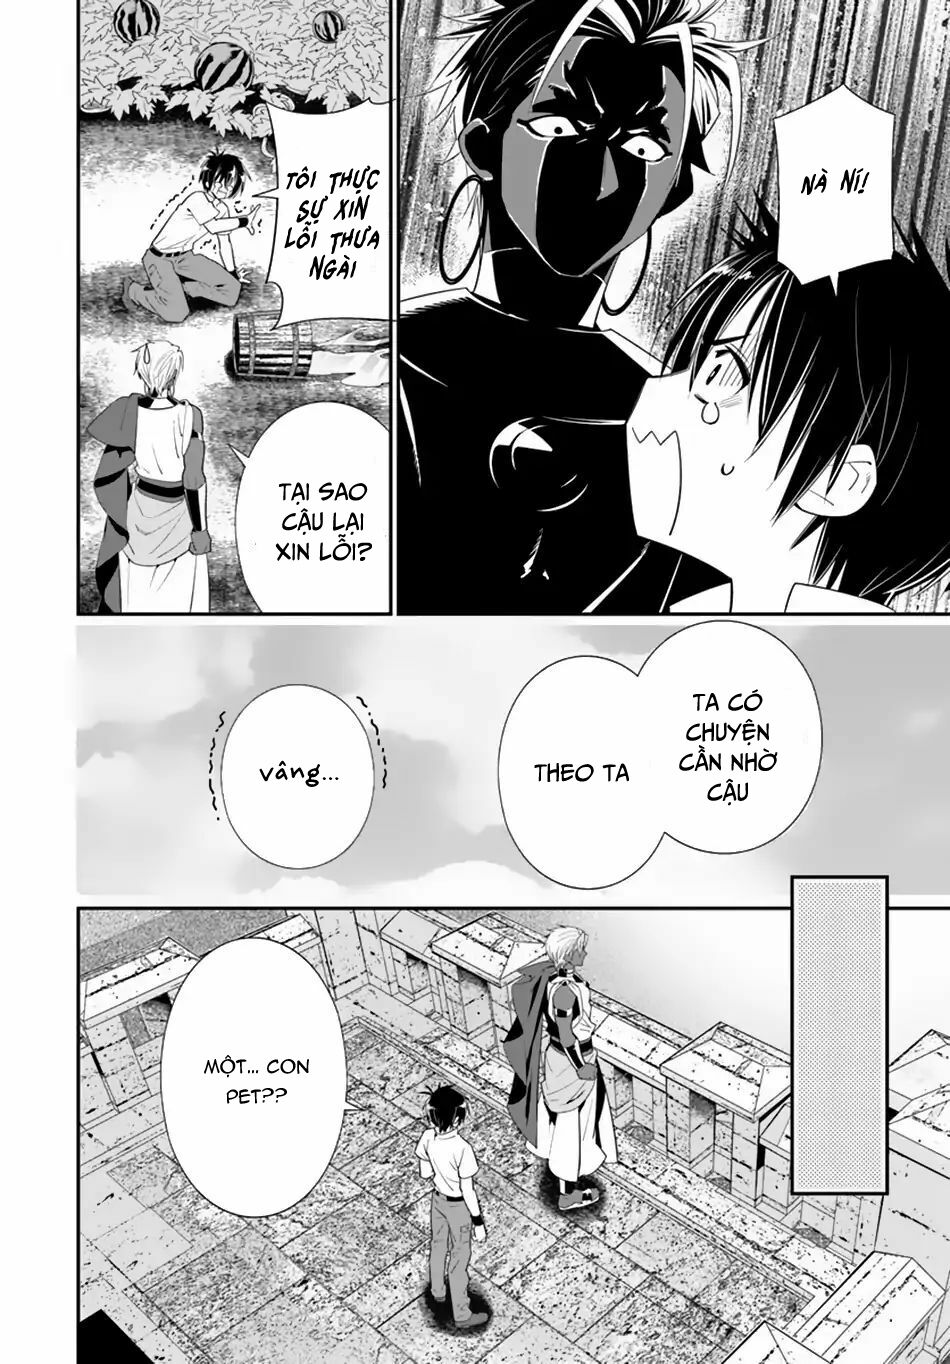 NÀ NÍ!
TÔI THỰC
SỰ XIN
LỖI THƯA
NGÀI
TẠI SAO
CẬU LẠI
XIN LỖI?
TA CÓ
CHUYỆN
CẦN NHỜ
CẬU
THEO TA
vâng...
MỘT... CON
PET??